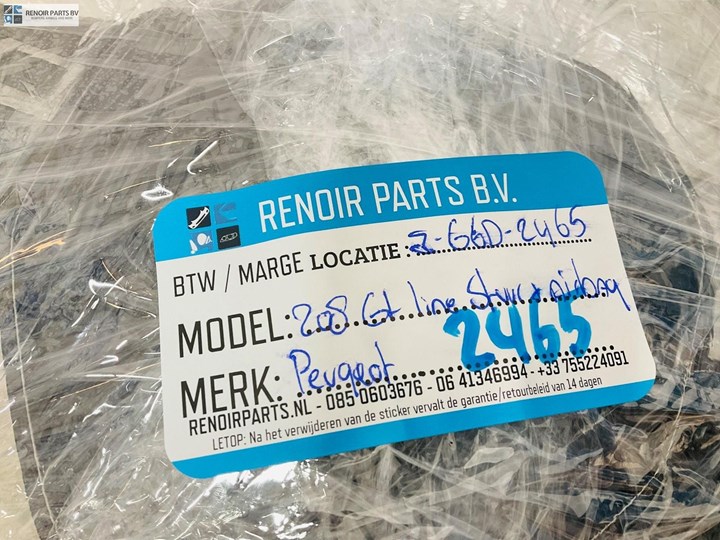 RENOIR PARTS BV
RENOIR PARTS B.V.
BTW / MARGE LOCATIE: Z-GGD-2465
MODEL: 208 Gt line Stuur airbag
2465
MERK: Peugeot
RENOIRPARTS.NL - 085 0603676 - 06 41346994 - +33 755224091
LETOP: Na het verwijderen van de sticker vervalt de garantie/retourbeleid van 14 dagen